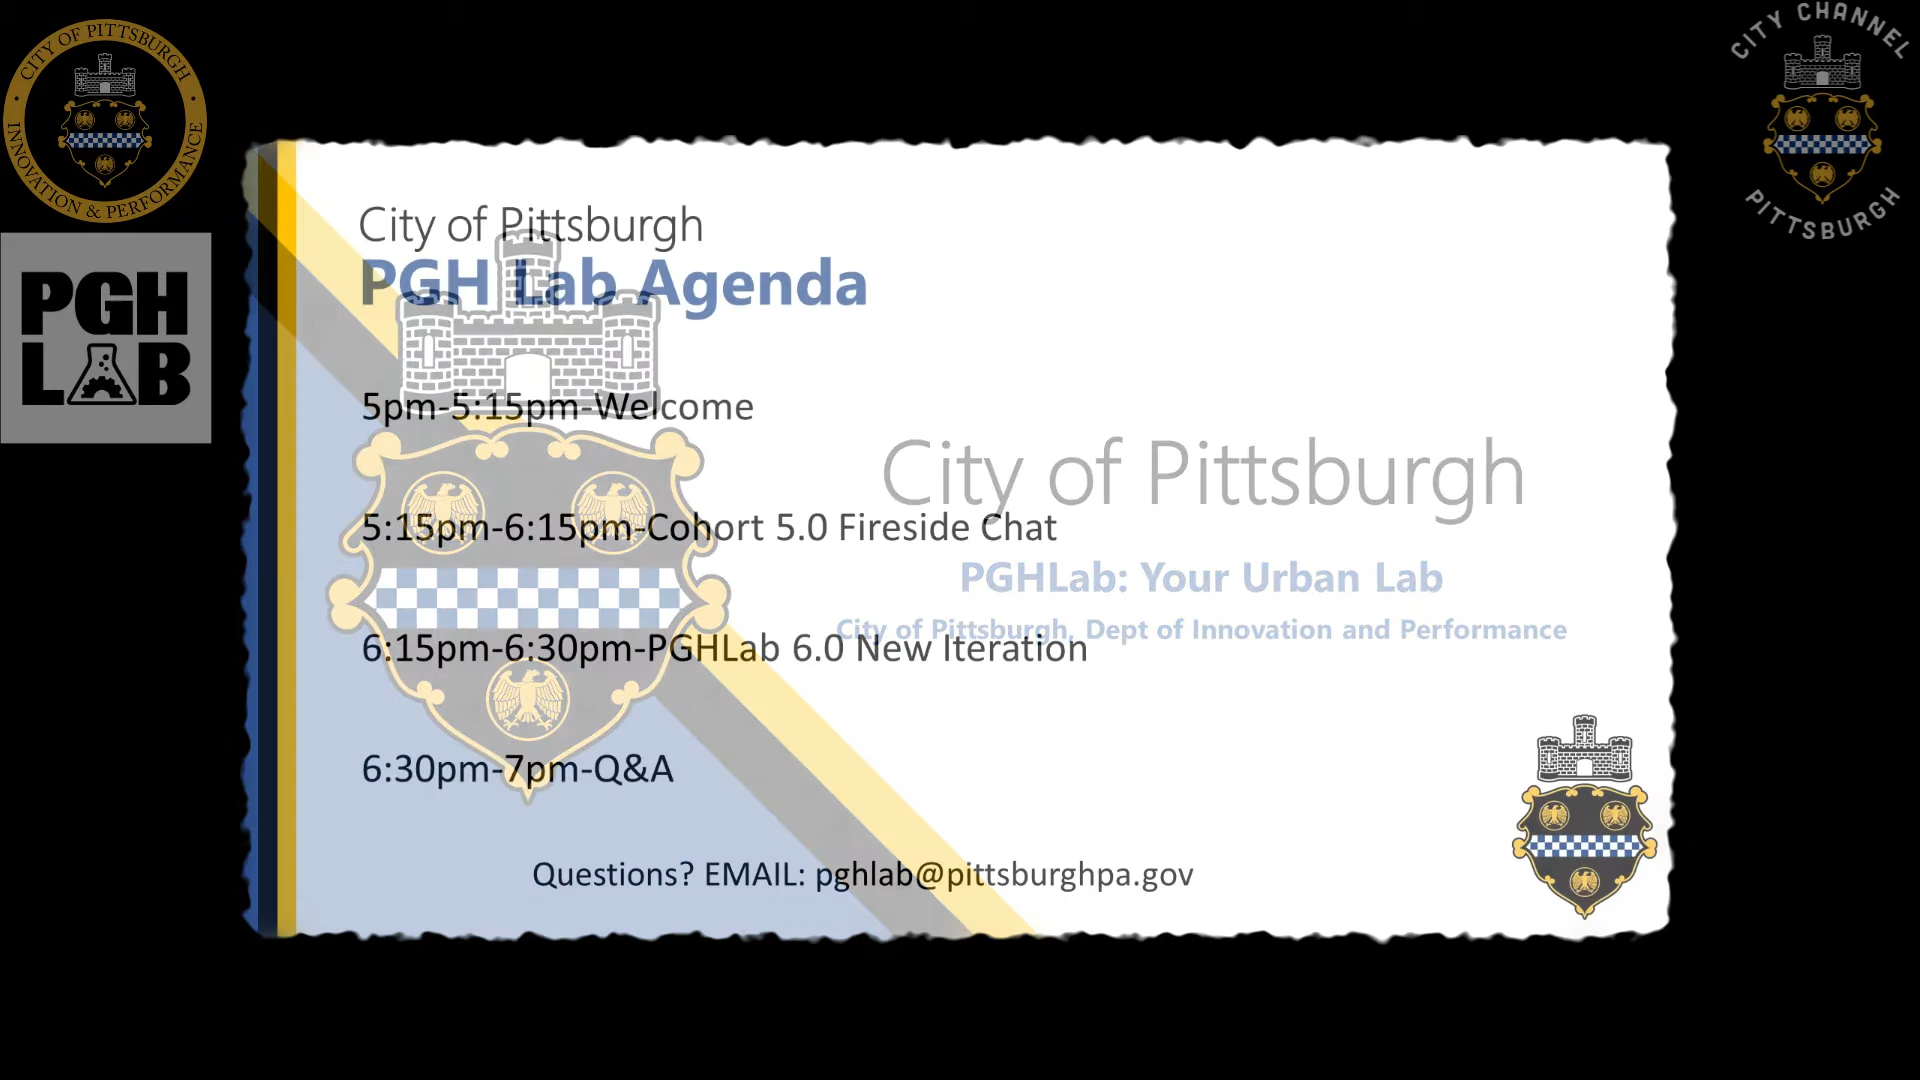 CITY OF PITTSBURGH
INNOVATION & PERFORMANCE
PGH
LAB
CITY CHANNEL
PITTSBURGH
City of Pittsburgh
PGH Lab Agenda
5pm-5:15pm-Welcome
5:15pm-6:15pm-Cohort 5.0 Fireside Chat
6:15pm-6:30pm-PGHLab 6.0 New Iteration
6:30pm-7pm-Q&A
Questions? EMAIL: pghlab@pittsburghpa.gov
City of Pittsburgh
PGHLab: Your Urban Lab
City of Pittsburgh, Dept of Innovation and Performance